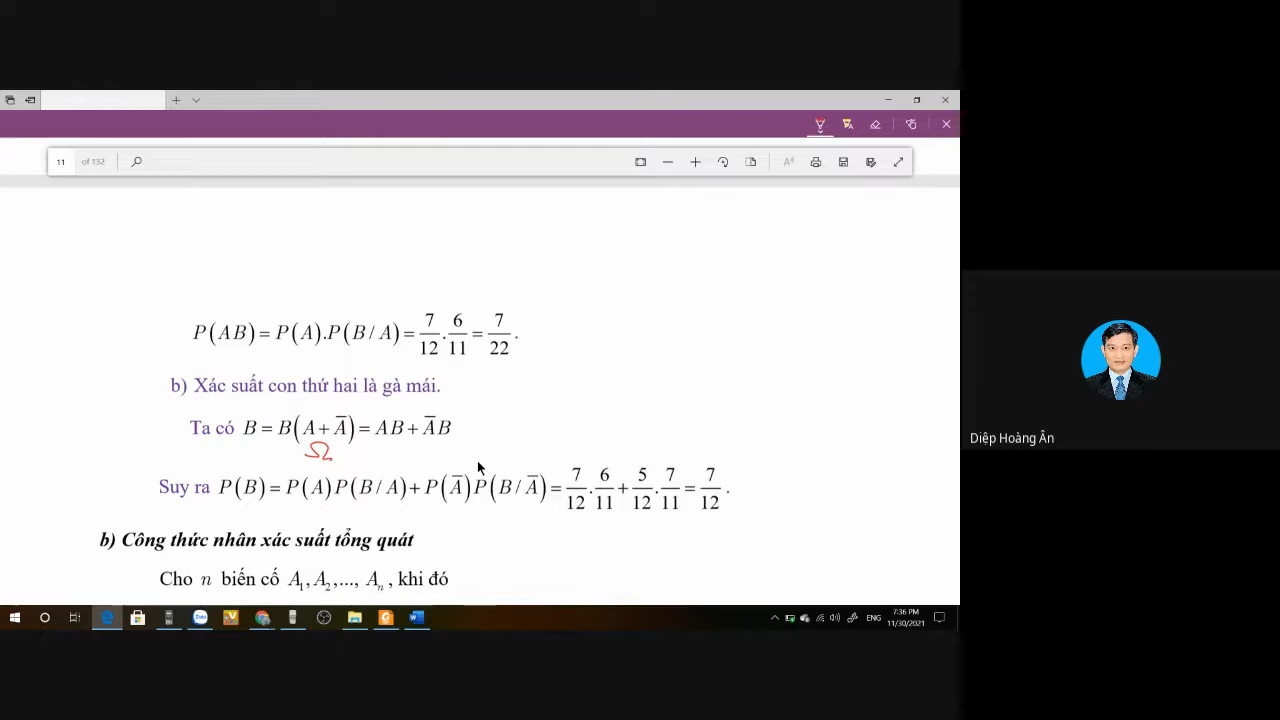 11 of 132
P(AB) = P(A).P(B / A) = 7/12 . 6/11 = 7/22 .
b) Xác suất con thứ hai là gà mái.
Ta có B = B(A + A̅) = AB + A̅B
Ω
Suy ra P(B) = P(A)P(B / A) + P(A̅)P(B / A̅) = 7/12 . 6/11 + 5/12 . 7/11 = 7/12 .
b) Công thức nhân xác suất tổng quát
Cho n biến cố A₁, A₂,..., Aₙ , khi đó
Diệp Hoàng Ân
Zalo
ENG
7:36 PM
11/30/2021